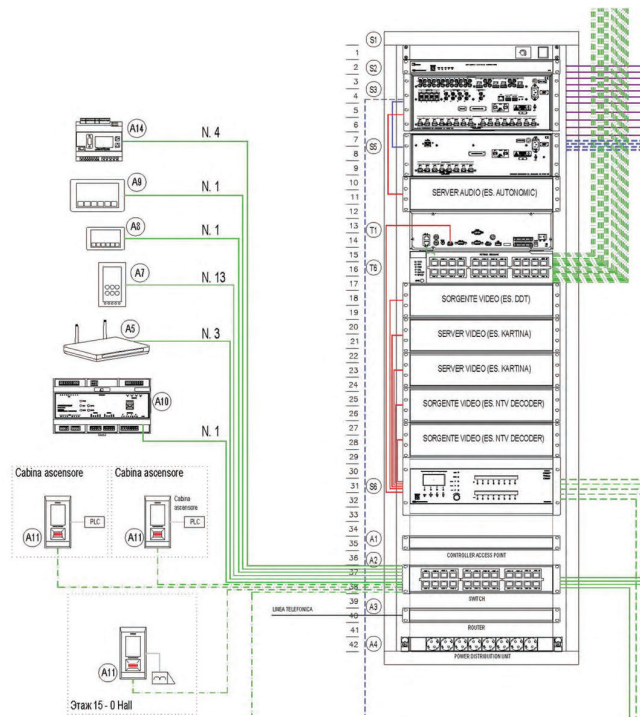 S1
1
2
S2
3
S3
4
5
6
7
S5
8
9
10
11
SERVER AUDIO (ES. AUTONOMIC)
12
13
T1
14
15
16
T6
17
18
SORGENTE VIDEO (ES. DDT)
19
20
21
SERVER VIDEO (ES. KARTINA)
22
23
SERVER VIDEO (ES. KARTINA)
24
25
SORGENTE VIDEO (ES. NTV DECODER)
26
27
28
SORGENTE VIDEO (ES. NTV DECODER)
29
30
31
S6
32
33
34
A1
35
CONTROLLER ACCESS POINT
36
A2
37
38
SWITCH
39
A3
40
LINEA TELEFONICA
ROUTER
41
42
A4
POWER DISTRIBUTION UNIT
A14
N. 4
A9
N. 1
A8
N. 1
A7
N. 13
A5
N. 3
A10
N. 1
Cabina ascensore
A11
PLC
Cabina ascensore
Cabina
ascensore
A11
PLC
A11
Этаж 15 - 0 Hall